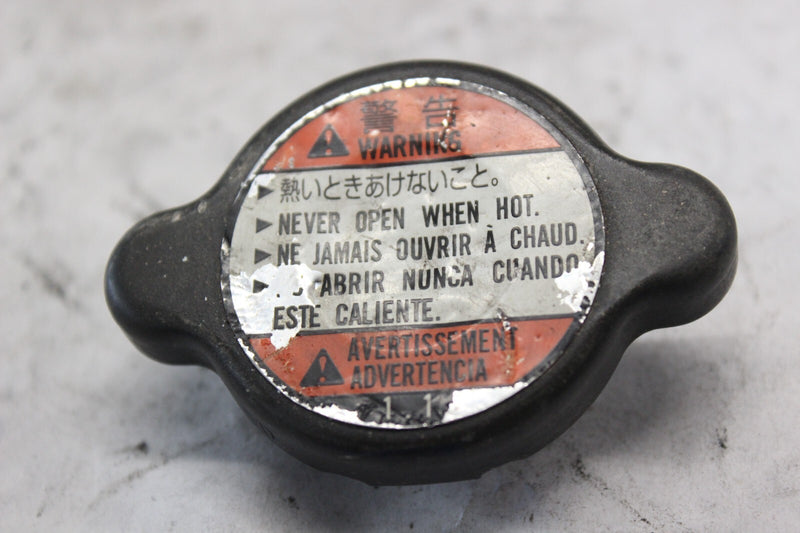 警告
WARNING
熱いときあけないこと。
NEVER OPEN WHEN HOT.
NE JAMAIS OUVRIR À CHAUD
ABRIR NUNCA CUANDO
ESTE CALIENTE.
AVERTISSEMENT
ADVERTENCIA
1 1